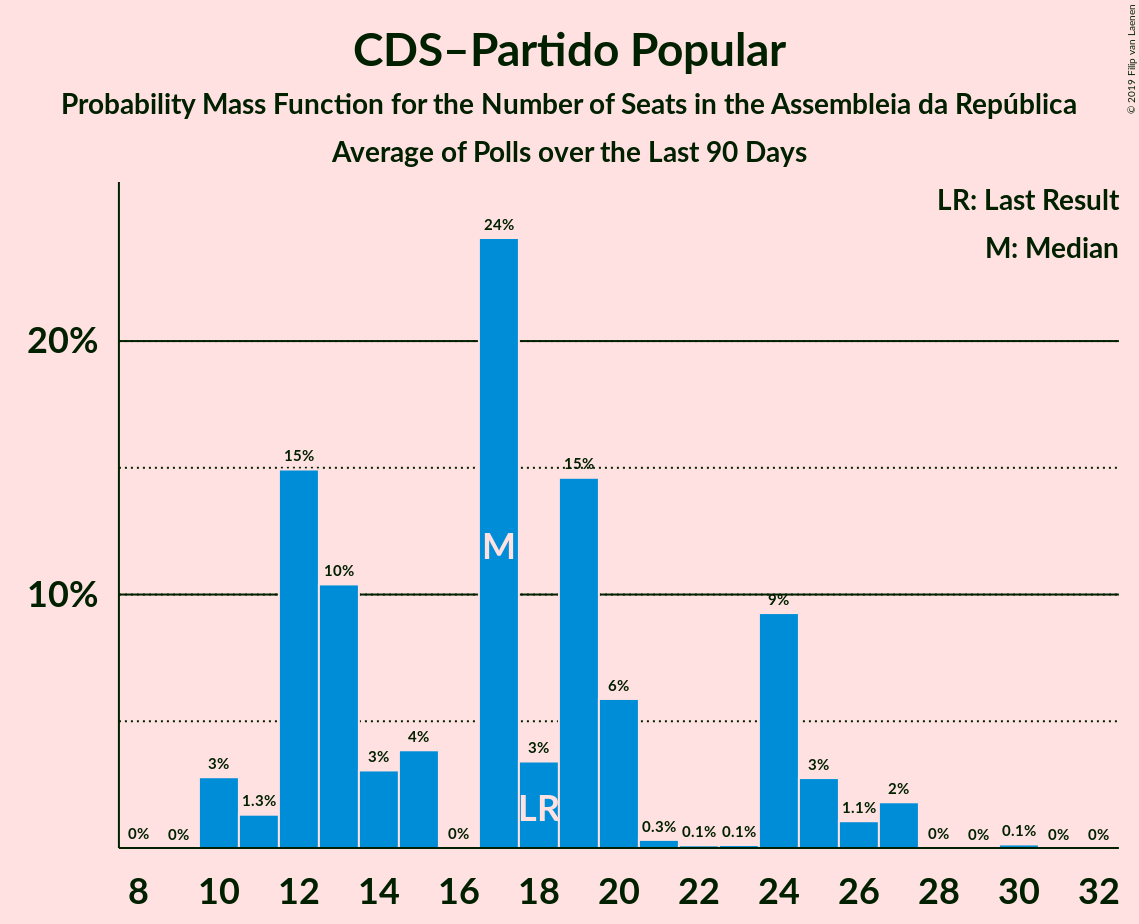 CDS–Partido Popular
Probability Mass Function for the Number of Seats in the Assembleia da República
Average of Polls over the Last 90 Days
© 2019 Filip van Laenen
LR: Last Result
M: Median
20%
10%
0% 0% 3% 1.3% 15% 10% 3% 4% 0% 24% 3% 15% 6% 0.3% 0.1% 0.1% 9% 3% 1.1% 2% 0% 0% 0.1% 0% 0%
M
LR
8 10 12 14 16 18 20 22 24 26 28 30 32